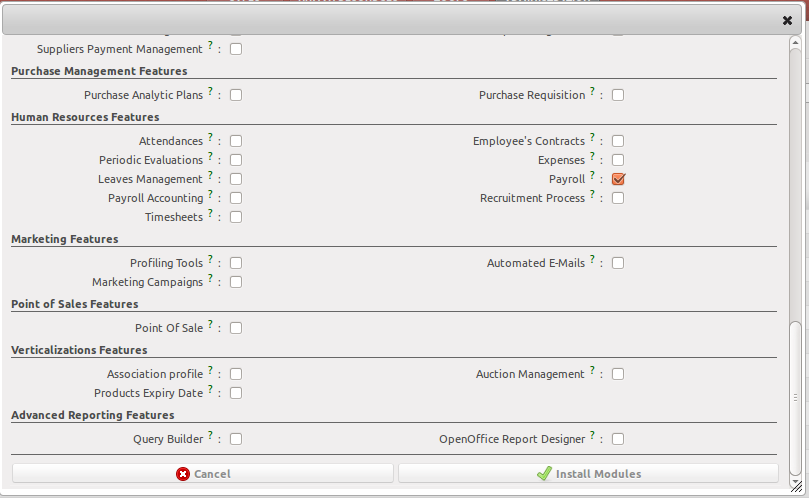 Suppliers Payment Management ? :
Purchase Management Features
Purchase Analytic Plans ? : Purchase Requisition ? :
Human Resources Features
Attendances ? : Employee's Contracts ? :
Periodic Evaluations ? : Expenses ? :
Leaves Management ? : Payroll ? :
Payroll Accounting ? : Recruitment Process ? :
Timesheets ? :
Marketing Features
Profiling Tools ? : Automated E-Mails ? :
Marketing Campaigns ? :
Point of Sales Features
Point Of Sale ? :
Verticalizations Features
Association profile ? : Auction Management ? :
Products Expiry Date ? :
Advanced Reporting Features
Query Builder ? : OpenOffice Report Designer ? :
Cancel Install Modules